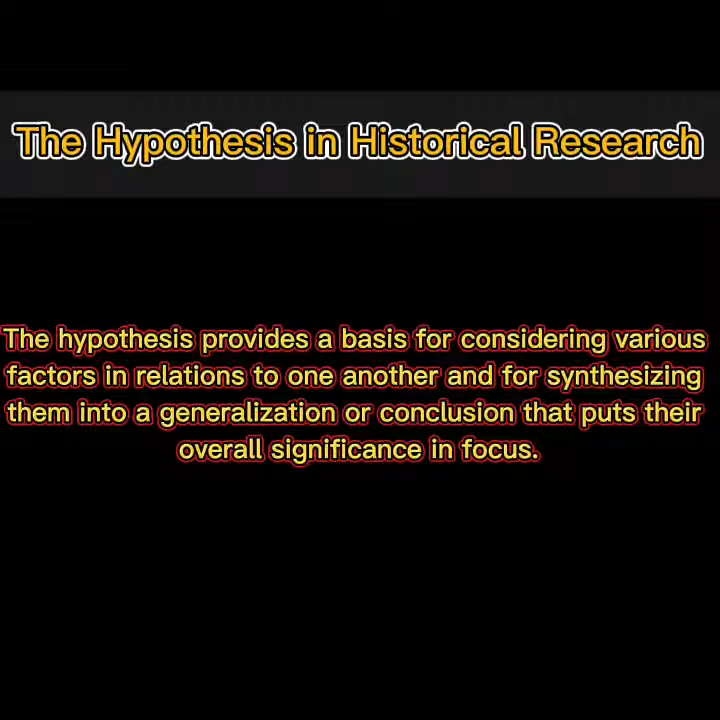 The Hypothesis in Historical Research
The hypothesis provides a basis for considering various
factors in relations to one another and for synthesizing
them into a generalization or conclusion that puts their
overall significance in focus.